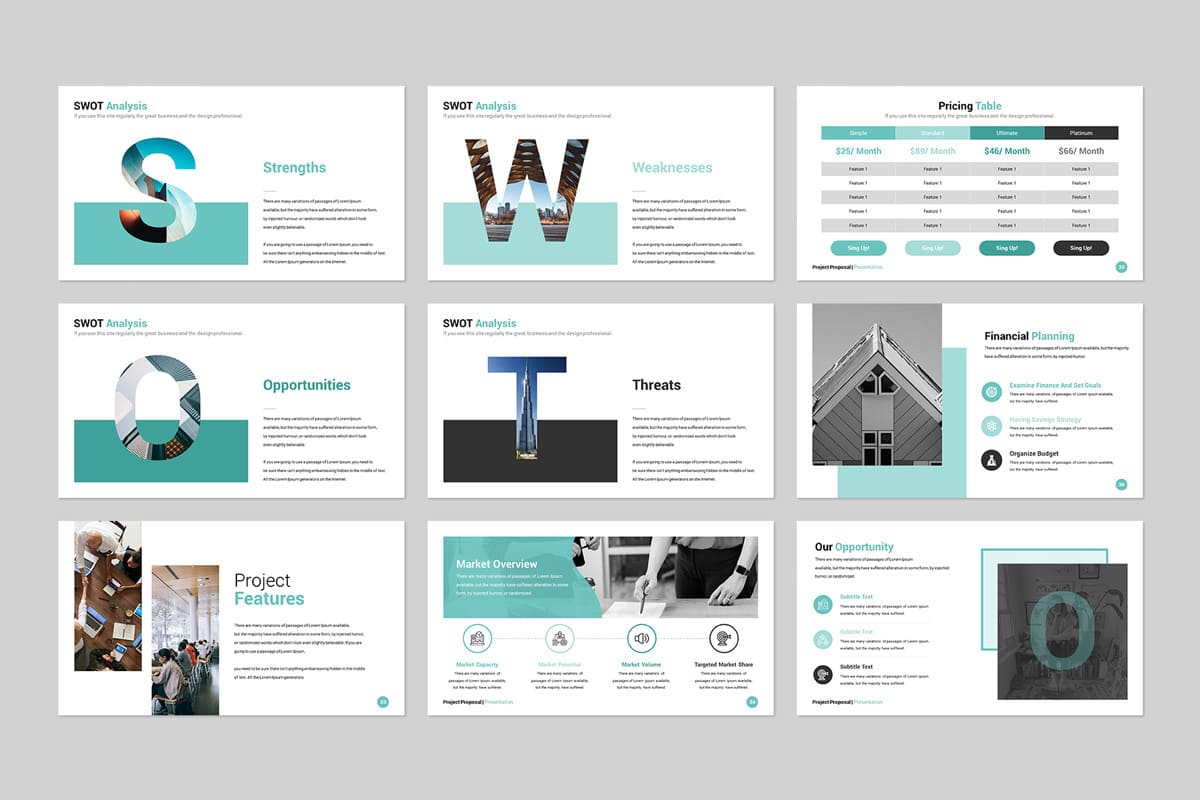 SWOT Analysis
If you use this site regularly the great business and the design professional.
S
Strengths
There are many variations of passages of Lorem Ipsum
available, but the majority have suffered alteration in some form,
by injected humour, or randomised words which don't look
even slightly believable.
If you are going to use a passage of Lorem Ipsum, you need to
be sure there isn't anything embarrassing hidden in the middle of text.
All the Lorem Ipsum generators on the Internet.
SWOT Analysis
If you use this site regularly the great business and the design professional.
W
Weaknesses
There are many variations of passages of Lorem Ipsum
available, but the majority have suffered alteration in some form,
by injected humour, or randomised words which don't look
even slightly believable.
If you are going to use a passage of Lorem Ipsum, you need to
be sure there isn't anything embarrassing hidden in the middle of text.
All the Lorem Ipsum generators on the Internet.
Pricing Table
If you use this site regularly the great business and the design professional.
Simple Standard Ultimate Platinum
$25/ Month $89/ Month $46/ Month $66/ Month
Feature 1 Feature 1 Feature 1 Feature 1
Feature 1 Feature 1 Feature 1 Feature 1
Feature 1 Feature 1 Feature 1 Feature 1
Feature 1 Feature 1 Feature 1 Feature 1
Feature 1 Feature 1 Feature 1 Feature 1
Sing Up! Sing Up! Sing Up! Sing Up!
Project Proposal | Presentation
SWOT Analysis
If you use this site regularly the great business and the design professional.
O
Opportunities
There are many variations of passages of Lorem Ipsum
available, but the majority have suffered alteration in some form,
by injected humour, or randomised words which don't look
even slightly believable.
If you are going to use a passage of Lorem Ipsum, you need to
be sure there isn't anything embarrassing hidden in the middle of text.
All the Lorem Ipsum generators on the Internet.
SWOT Analysis
If you use this site regularly the great business and the design professional.
T
Threats
There are many variations of passages of Lorem Ipsum
available, but the majority have suffered alteration in some form,
by injected humour, or randomised words which don't look
even slightly believable.
If you are going to use a passage of Lorem Ipsum, you need to
be sure there isn't anything embarrassing hidden in the middle of text.
All the Lorem Ipsum generators on the Internet.
Financial Planning
There are many variations of passages of Lorem Ipsum available, but the majority
have suffered alteration in some form, by injected humor.
Examine Finance And Set Goals
There are many variations of passages of Lorem Ipsum available,
but the majority have suffered.
Having Savings Strategy
There are many variations of passages of Lorem Ipsum available,
but the majority have suffered.
Organize Budget
There are many variations of passages of Lorem Ipsum available,
but the majority have suffered.
36
Project
Features
There are many variations of passages of Lorem Ipsum available,
but the majority have suffered alteration in some form, by injected humour,
or randomized words which don't look even slightly believable. If you are
going to use a passage of Lorem Ipsum,
you need to be sure there isn't anything embarrassing hidden in the middle
of text. All the Lorem Ipsum generators
33
Market Overview
There are many variations of passages of Lorem Ipsum
available, but the majority have suffered alteration in some
form, by injected humor, or randomized
Market Capacity
There are many variations of
passages of Lorem Ipsum available,
but the majority have suffered.
Market Potential
There are many variations of
passages of Lorem Ipsum available,
but the majority have suffered.
Market Volume
There are many variations of
passages of Lorem Ipsum available,
but the majority have suffered.
Targeted Market Share
There are many variations of
passages of Lorem Ipsum available,
but the majority have suffered.
Project Proposal | Presentation
34
Our Opportunity
There are many variations of passages of Lorem Ipsum
available, but the majority have suffered alteration in some form, by injected
humor, or randomized
Subtitle Text
There are many variations of passages of Lorem Ipsum
available, but the majority have suffered.
Subtitle Text
There are many variations of passages of Lorem Ipsum
available, but the majority have suffered.
Subtitle Text
There are many variations of passages of Lorem Ipsum
available, but the majority have suffered.
O
Project Proposal | Presentation